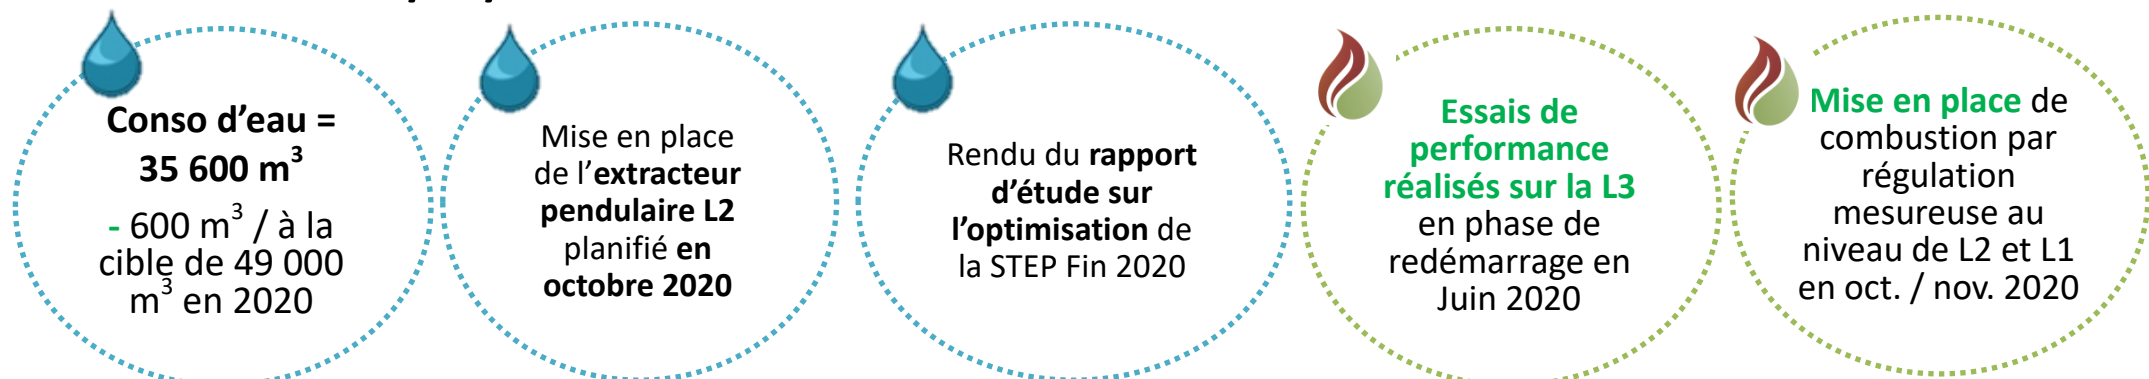 Conso d’eau =
35 600 m³
- 600 m³ / à la
cible de 49 000
m³ en 2020
Mise en place
de l’extracteur
pendulaire L2
planifié en
octobre 2020
Rendu du rapport
d’étude sur
l’optimisation de
la STEP Fin 2020
Essais de
performance
réalisés sur la L3
en phase de
redémarrage en
Juin 2020
Mise en place de
combustion par
régulation
mesureuse au
niveau de L2 et L1
en oct. / nov. 2020